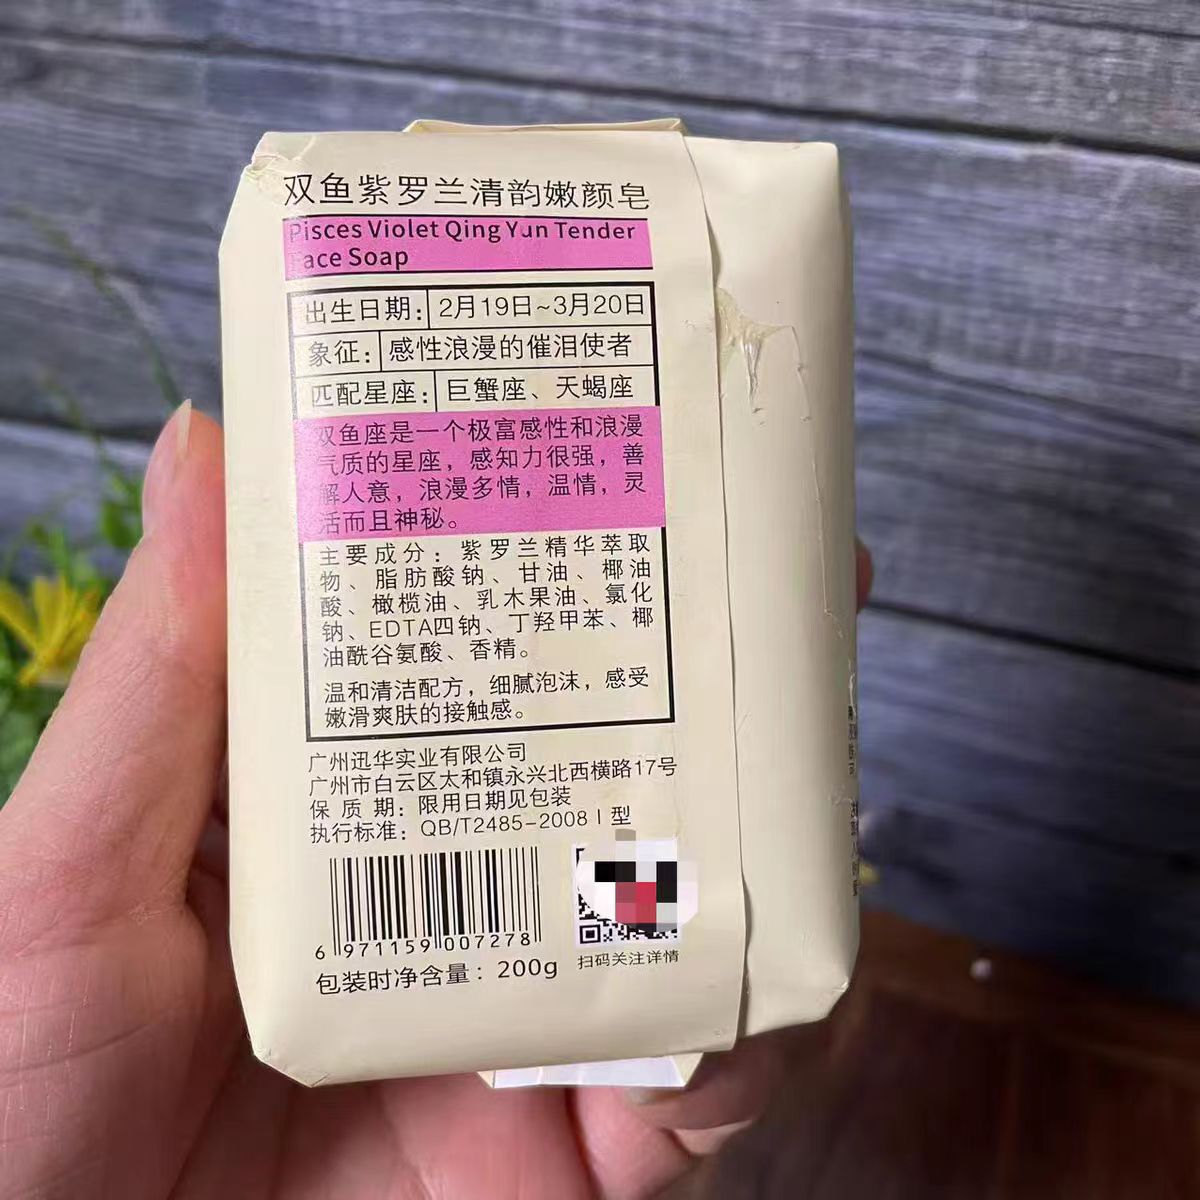 双鱼紫罗兰清韵嫩颜皂
Pisces Violet Qing Yun Tender
Face Soap
出生日期: 2月19日~3月20日
象征: 感性浪漫的催泪使者
匹配星座: 巨蟹座、天蝎座
双鱼座是一个极富感性和浪漫
气质的星座，感知力很强，善
解人意，浪漫多情，温情，灵
活而且神秘。
主要成分：紫罗兰精华萃取
物、脂肪酸钠、甘油、椰油
酸、橄榄油、乳木果油、氯化
钠、EDTA四钠、丁羟甲苯、椰
油酰谷氨酸、香精。
温和清洁配方，细腻泡沫，感受
嫩滑爽肤的接触感。
广州迅华实业有限公司
广州市白云区太和镇永兴北西横路17号
保 质 期: 限用日期见包装
执行标准: QB/T2485-2008 I 型
6 971159 007278
扫码关注详情
包装时净含量: 200g